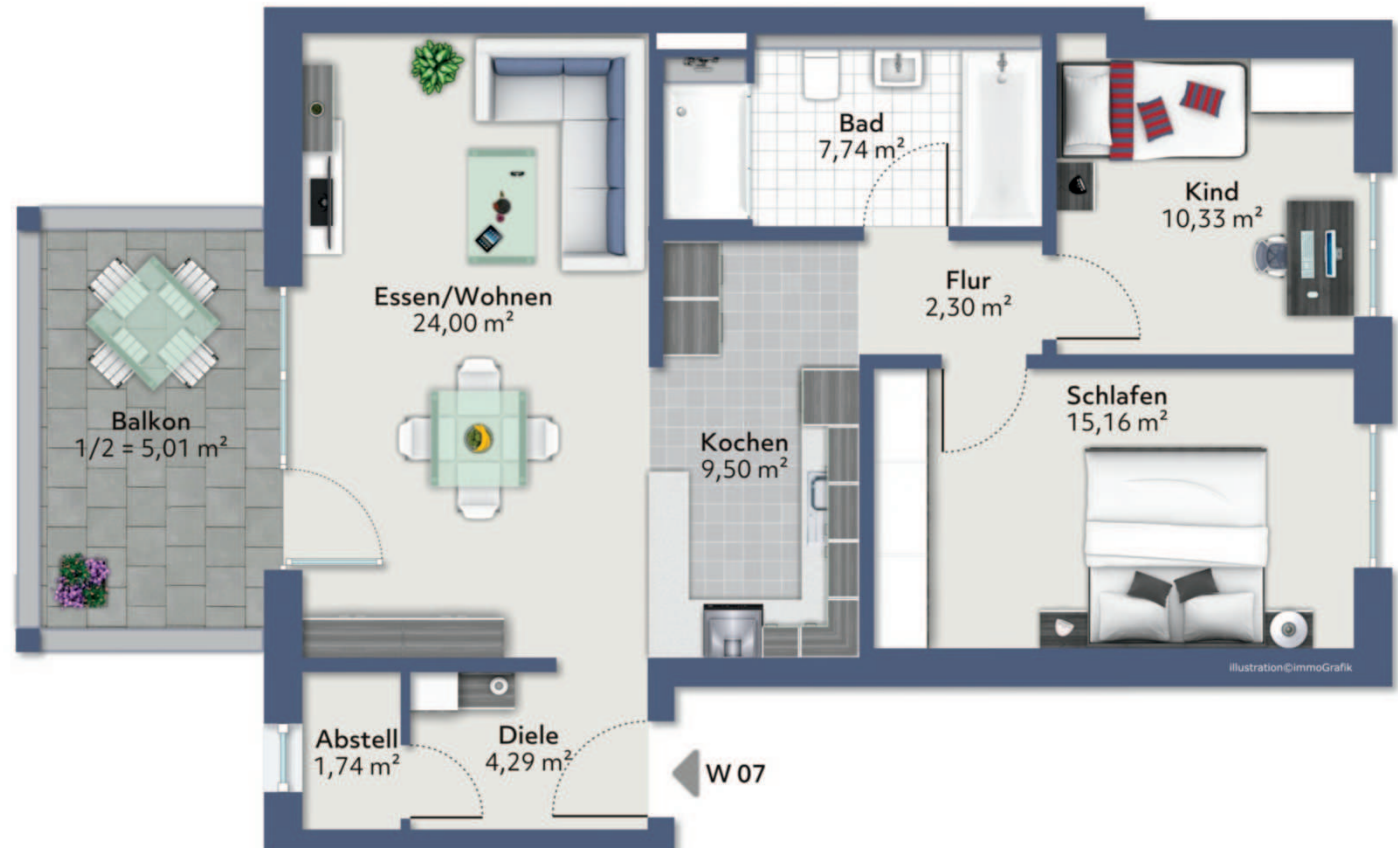 Bad
7,74 m²
Kind
10,33 m²
Essen/Wohnen
24,00 m²
Flur
2,30 m²
Balkon
1/2 = 5,01 m²
Kochen
9,50 m²
Schlafen
15,16 m²
illustration©immoGrafik
Abstell
1,74 m²
Diele
4,29 m²
W 07